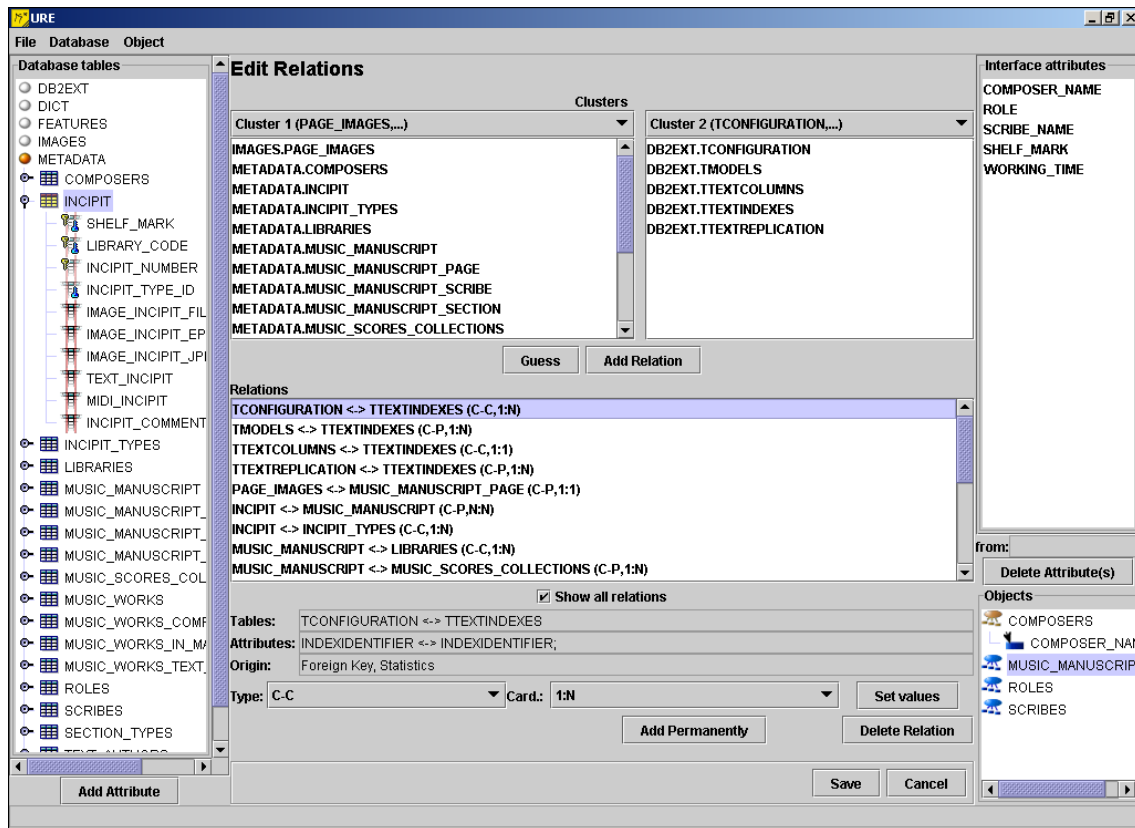 URE
File Database Object
Database tables
DB2EXT
DICT
FEATURES
IMAGES
METADATA
COMPOSERS
INCIPIT
SHELF_MARK
LIBRARY_CODE
INCIPIT_NUMBER
INCIPIT_TYPE_ID
IMAGE_INCIPIT_FIL
IMAGE_INCIPIT_EP
IMAGE_INCIPIT_JPI
TEXT_INCIPIT
MIDI_INCIPIT
INCIPIT_COMMENT
INCIPIT_TYPES
LIBRARIES
MUSIC_MANUSCRIPT
MUSIC_MANUSCRIPT_
MUSIC_MANUSCRIPT_
MUSIC_MANUSCRIPT_
MUSIC_SCORES_COL
MUSIC_WORKS
MUSIC_WORKS_COMP
MUSIC_WORKS_IN_MA
MUSIC_WORKS_TEXT_
ROLES
SCRIBES
SECTION_TYPES
Add Attribute
Edit Relations
Clusters
Cluster 1 (PAGE_IMAGES,...)
IMAGES.PAGE_IMAGES
METADATA.COMPOSERS
METADATA.INCIPIT
METADATA.INCIPIT_TYPES
METADATA.LIBRARIES
METADATA.MUSIC_MANUSCRIPT
METADATA.MUSIC_MANUSCRIPT_PAGE
METADATA.MUSIC_MANUSCRIPT_SCRIBE
METADATA.MUSIC_MANUSCRIPT_SECTION
METADATA.MUSIC_SCORES_COLLECTIONS
Cluster 2 (TCONFIGURATION,...)
DB2EXT.TCONFIGURATION
DB2EXT.TMODELS
DB2EXT.TTEXTCOLUMNS
DB2EXT.TTEXTINDEXES
DB2EXT.TTEXTREPLICATION
Guess Add Relation
Relations
TCONFIGURATION <-> TTEXTINDEXES (C-C,1:N)
TMODELS <-> TTEXTINDEXES (C-P,1:N)
TTEXTCOLUMNS <-> TTEXTINDEXES (C-C,1:1)
TTEXTREPLICATION <-> TTEXTINDEXES (C-P,1:N)
PAGE_IMAGES <-> MUSIC_MANUSCRIPT_PAGE (C-P,1:1)
INCIPIT <-> MUSIC_MANUSCRIPT (C-P,N:N)
INCIPIT <-> INCIPIT_TYPES (C-C,1:N)
MUSIC_MANUSCRIPT <-> LIBRARIES (C-C,1:N)
MUSIC_MANUSCRIPT <-> MUSIC_SCORES_COLLECTIONS (C-P,1:N)
Show all relations
Tables: TCONFIGURATION <-> TTEXTINDEXES
Attributes: INDEXIDENTIFIER <-> INDEXIDENTIFIER;
Origin: Foreign Key, Statistics
Type: C-C Card.: 1:N Set values
Add Permanently Delete Relation
Save Cancel
Interface attributes
COMPOSER_NAME
ROLE
SCRIBE_NAME
SHELF_MARK
WORKING_TIME
from:
Delete Attribute(s)
Objects
COMPOSERS
COMPOSER_NAI
MUSIC_MANUSCRIP
ROLES
SCRIBES